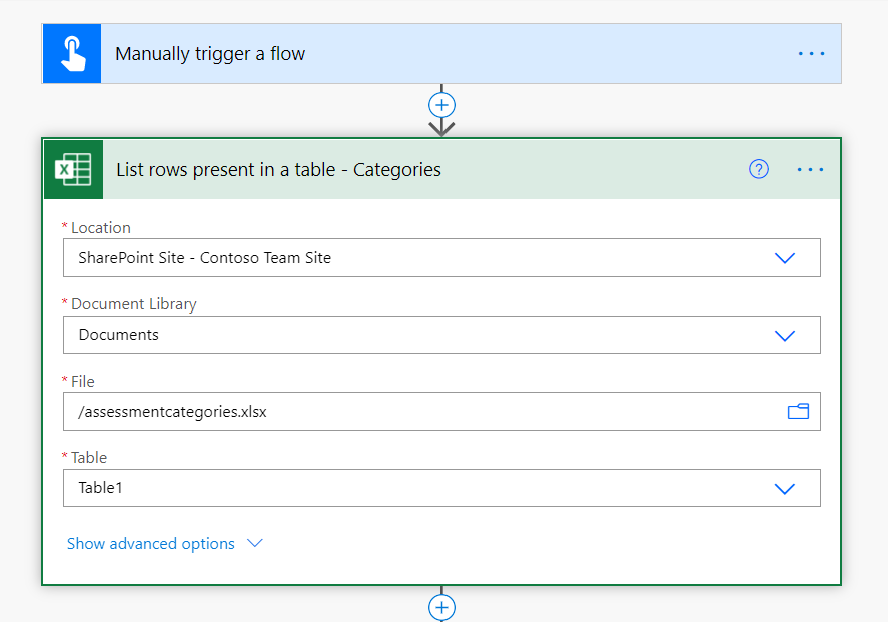 Manually trigger a flow
List rows present in a table - Categories
* Location
SharePoint Site - Contoso Team Site
* Document Library
Documents
* File
/assessmentcategories.xlsx
* Table
Table1
Show advanced options